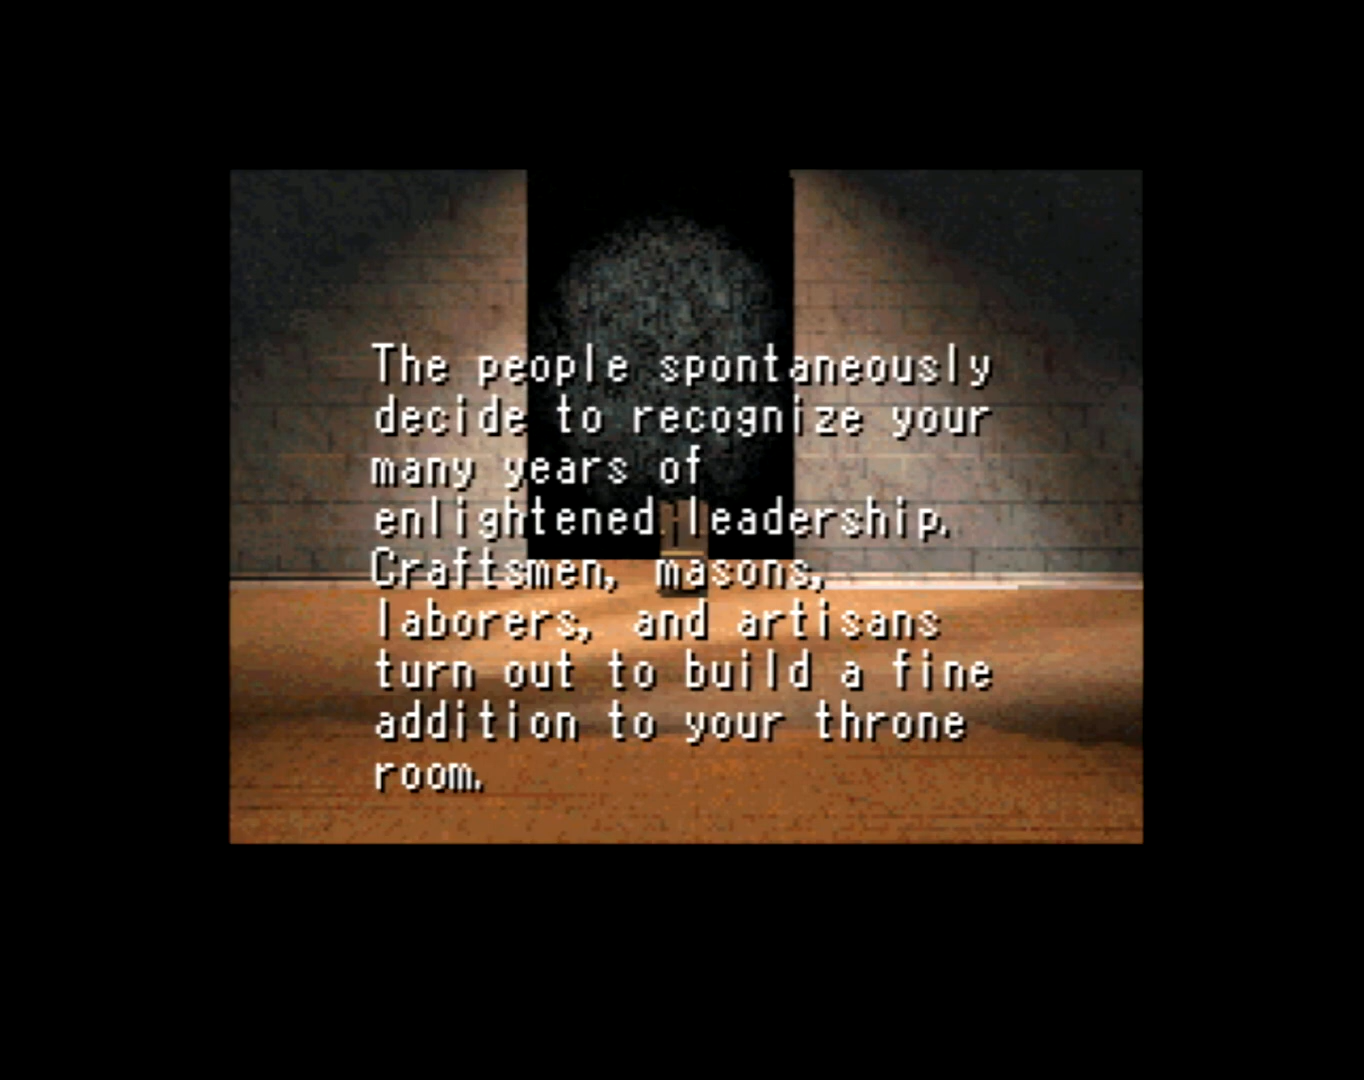 The people spontaneously
decide to recognize your
many years of
enlightened leadership.
Craftsmen, masons,
laborers, and artisans
turn out to build a fine
addition to your throne
room.